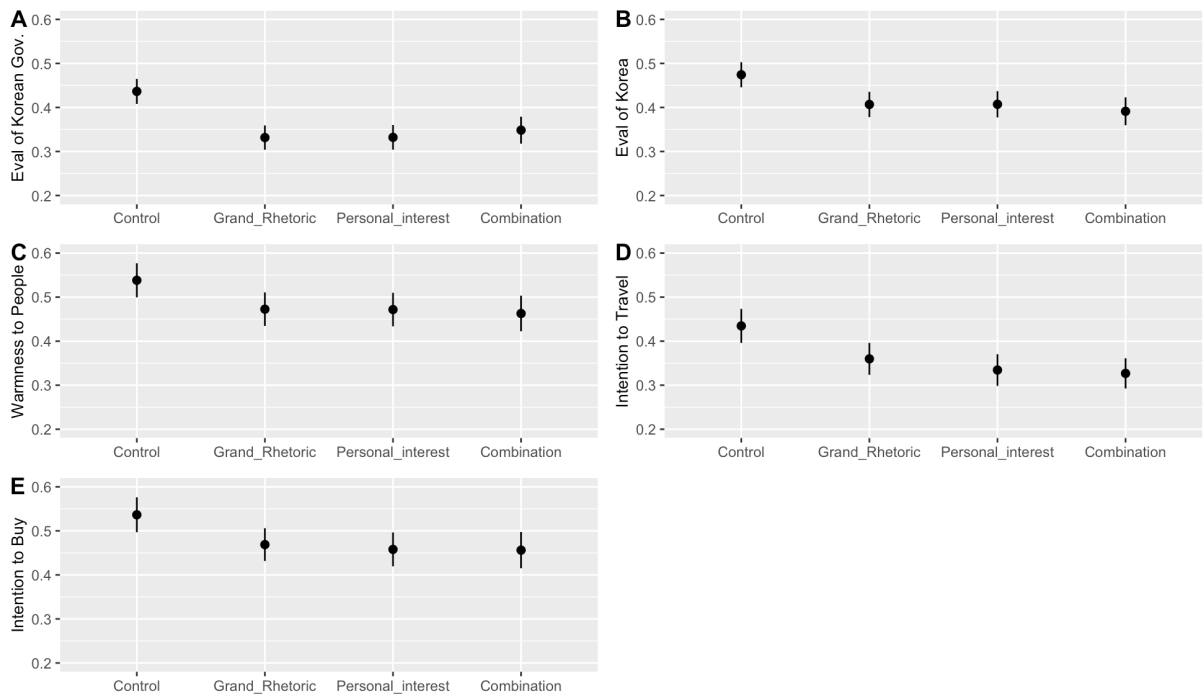 A
Eval of Korean Gov.
0.6
0.5
0.4
0.3
0.2
Control Grand_Rhetoric Personal_interest Combination
B
Eval of Korea
0.6
0.5
0.4
0.3
0.2
Control Grand_Rhetoric Personal_interest Combination
C
Warmness to People
0.6
0.5
0.4
0.3
0.2
Control Grand_Rhetoric Personal_interest Combination
D
Intention to Travel
0.6
0.5
0.4
0.3
0.2
Control Grand_Rhetoric Personal_interest Combination
E
Intention to Buy
0.6
0.5
0.4
0.3
0.2
Control Grand_Rhetoric Personal_interest Combination